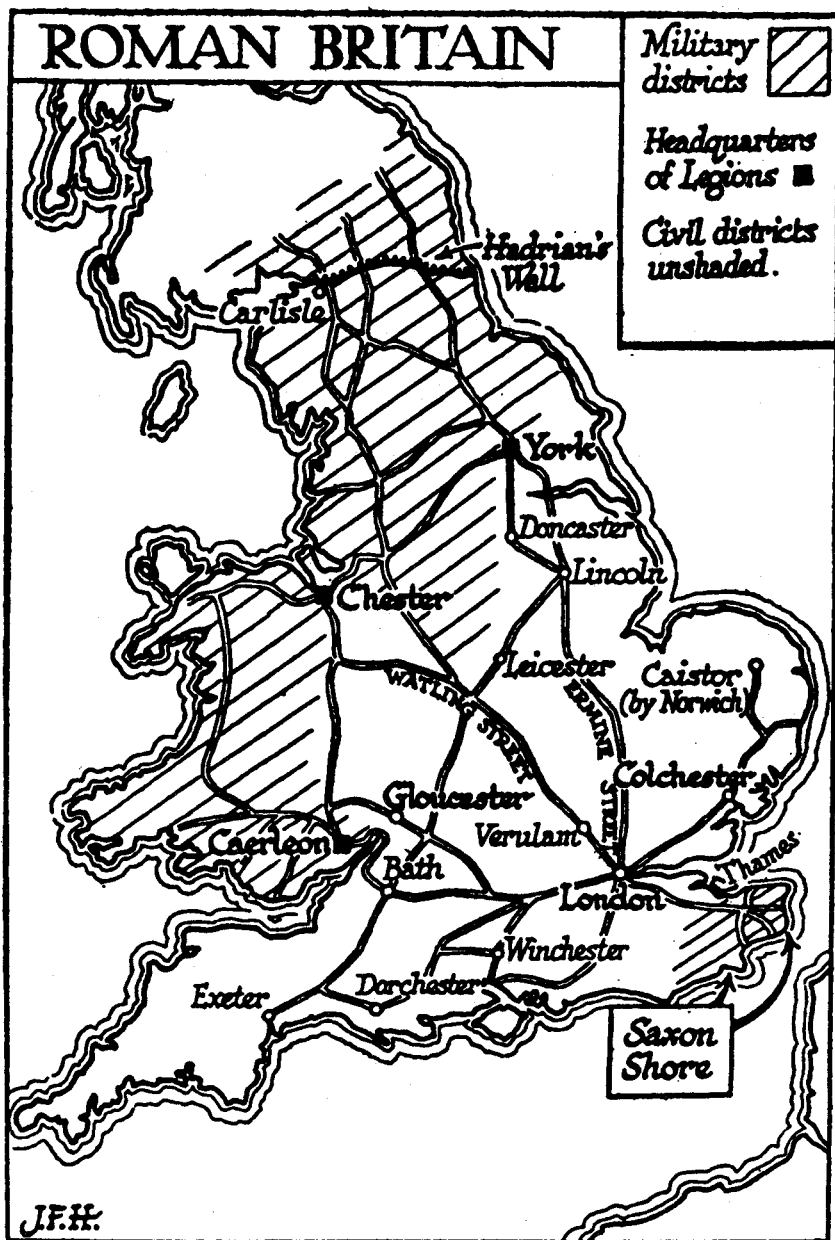 ROMAN BRITAIN
Military
districts
Headquarters
of Legions
Civil districts
unshaded.
Hadrian's
Wall
Carlisle
York
Doncaster
Lincoln
Chester
Leicester
Caistor
(by Norwich)
WATLING STREET
ERMINE STREET
Colchester
Gloucester
Verulam
Caerleon
Thames
Bath
London
Winchester
Dorchester
Exeter
Saxon
Shore
J.F.H.